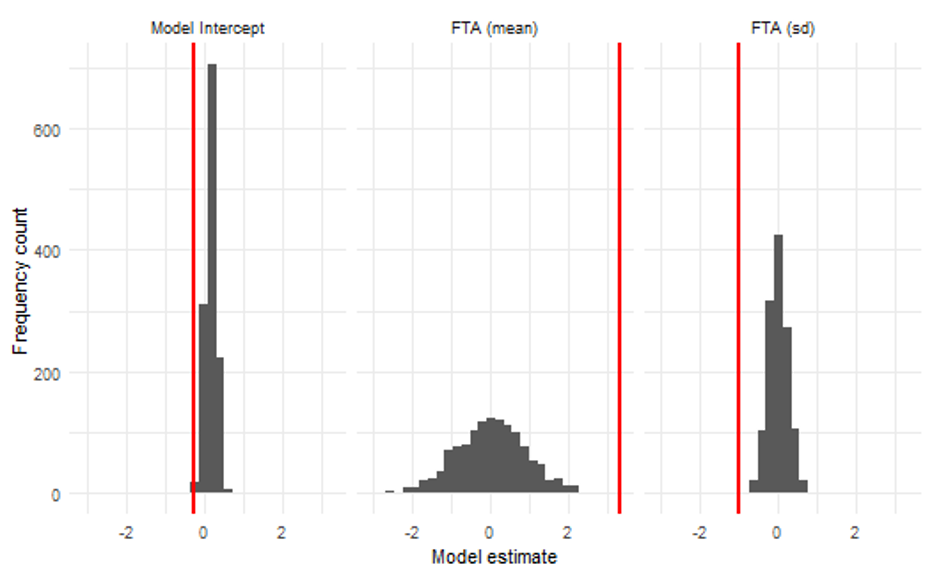 Model Intercept FTA (mean) FTA (sd)
600
400
200
0
Frequency count
-2 0 2 -2 0 2 -2 0 2
Model estimate